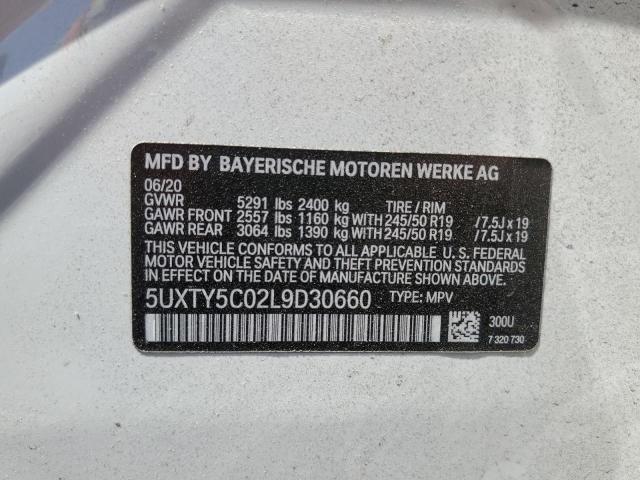 MFD BY BAYERISCHE MOTOREN WERKE AG
06/20
GVWR 5291 lbs 2400 kg TIRE / RIM
GAWR FRONT 2557 lbs 1160 kg WITH 245/50 R19 /7.5J x 19
GAWR REAR 3064 lbs 1390 kg WITH 245/50 R19 /7.5J x 19
THIS VEHICLE CONFORMS TO ALL APPLICABLE U. S. FEDERAL
MOTOR VEHICLE SAFETY AND THEFT PREVENTION STANDARDS
IN EFFECT ON THE DATE OF MANUFACTURE SHOWN ABOVE.
5UXTY5C02L9D30660 TYPE: MPV
300U
7 320 730